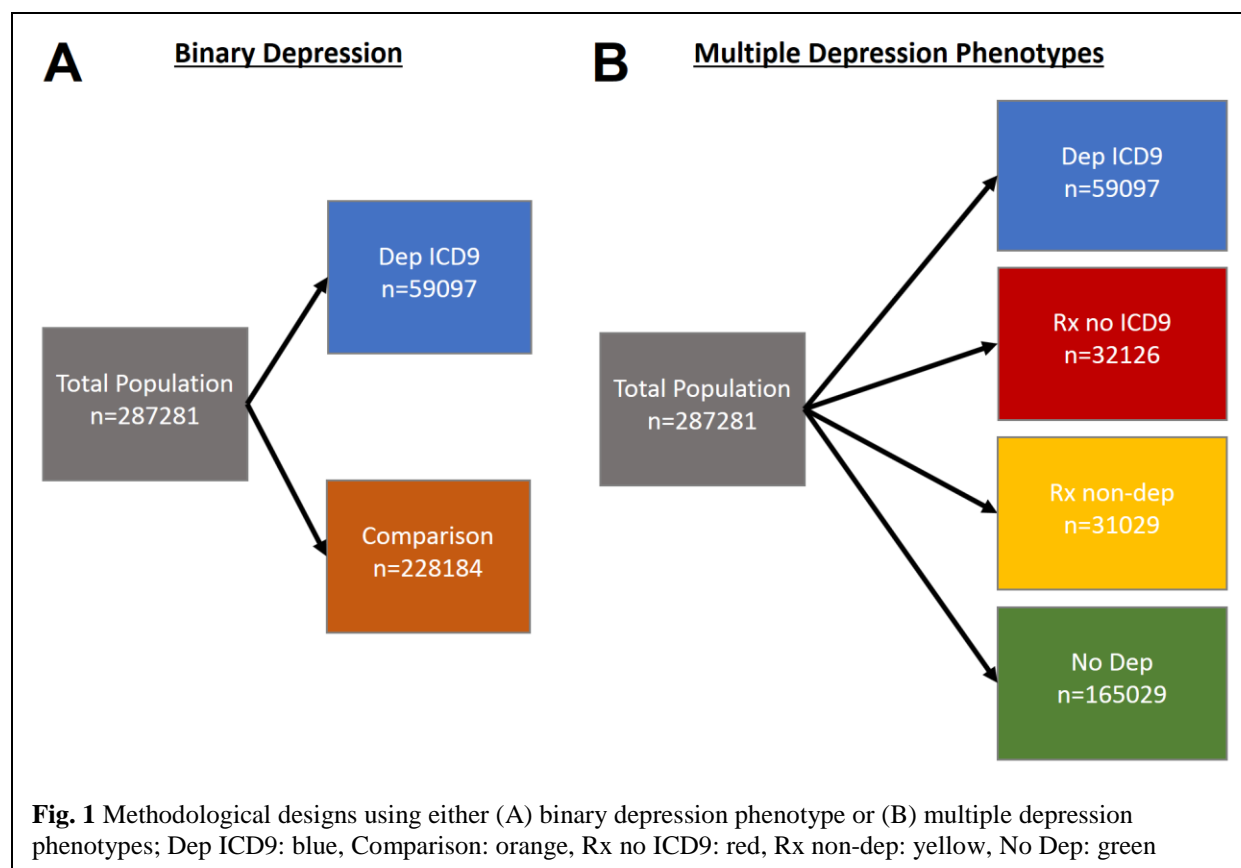 A
Binary Depression
Total Population
n=287281
Dep ICD9
n=59097
Comparison
n=228184
B
Multiple Depression Phenotypes
Total Population
n=287281
Dep ICD9
n=59097
Rx no ICD9
n=32126
Rx non-dep
n=31029
No Dep
n=165029
Fig. 1 Methodological designs using either (A) binary depression phenotype or (B) multiple depression
phenotypes; Dep ICD9: blue, Comparison: orange, Rx no ICD9: red, Rx non-dep: yellow, No Dep: green